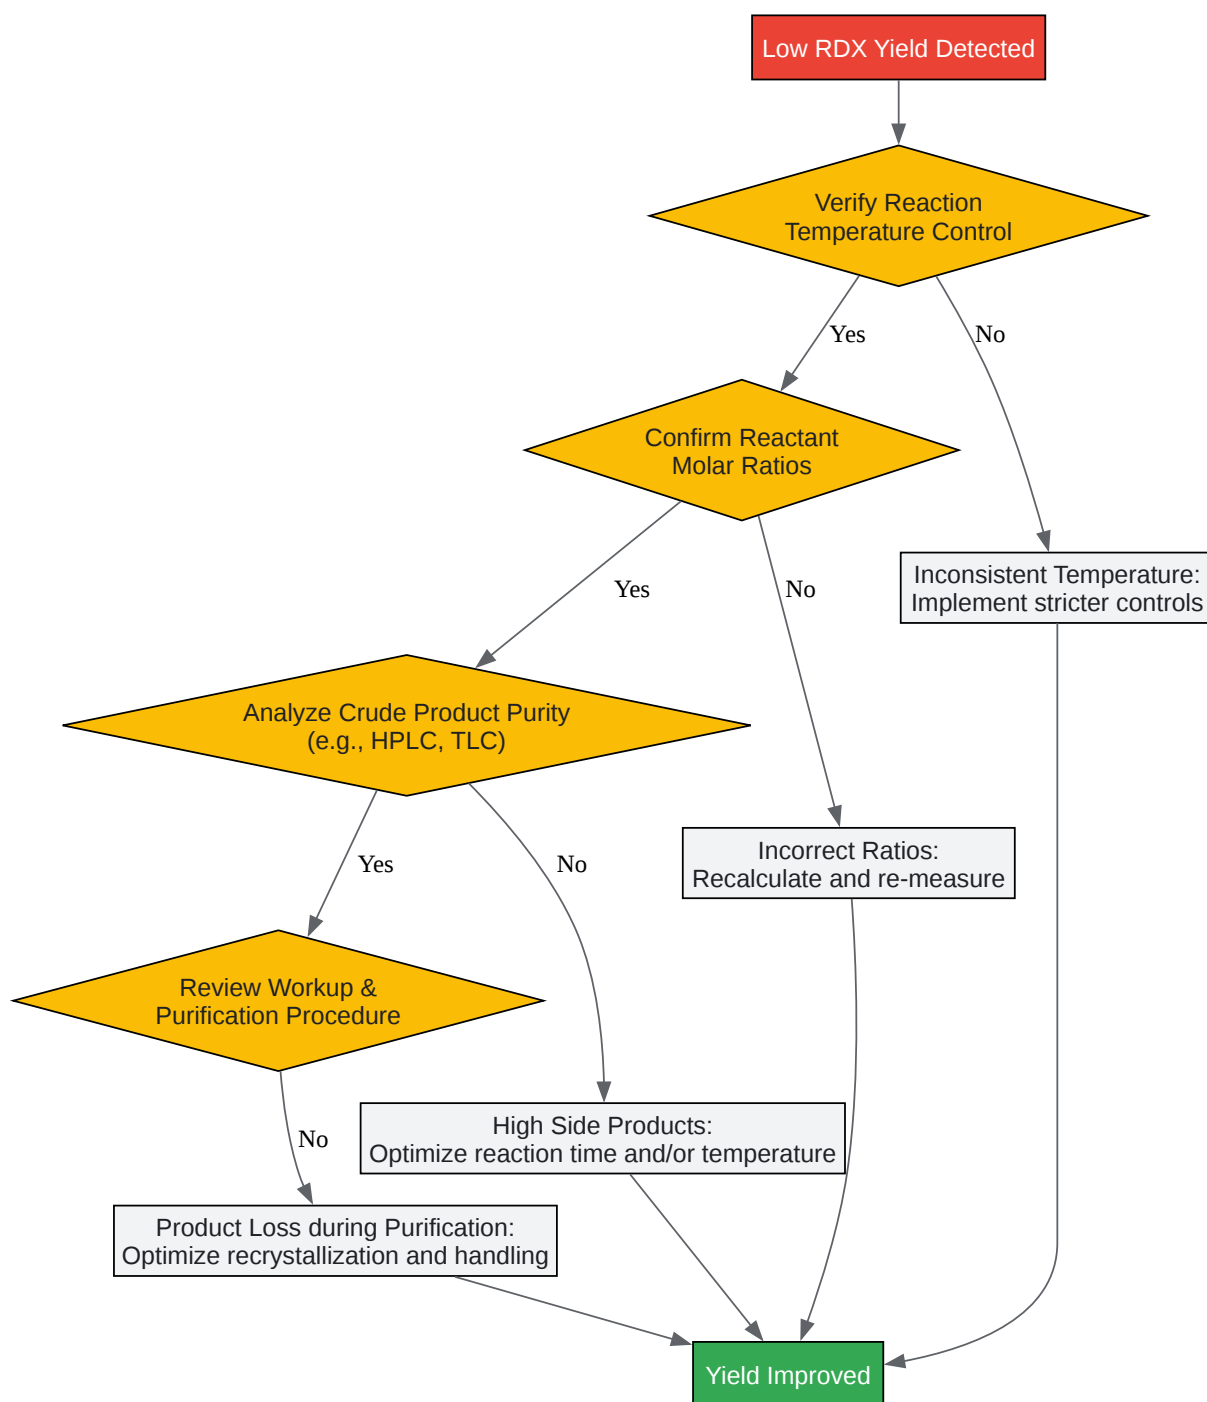 Low RDX Yield Detected
Verify Reaction
Temperature Control
Yes
No
Confirm Reactant
Molar Ratios
Yes
No
Inconsistent Temperature:
Implement stricter controls
Analyze Crude Product Purity
(e.g., HPLC, TLC)
Yes
No
Incorrect Ratios:
Recalculate and re-measure
Review Workup &
Purification Procedure
No
High Side Products:
Optimize reaction time and/or temperature
Product Loss during Purification:
Optimize recrystallization and handling
Yield Improved